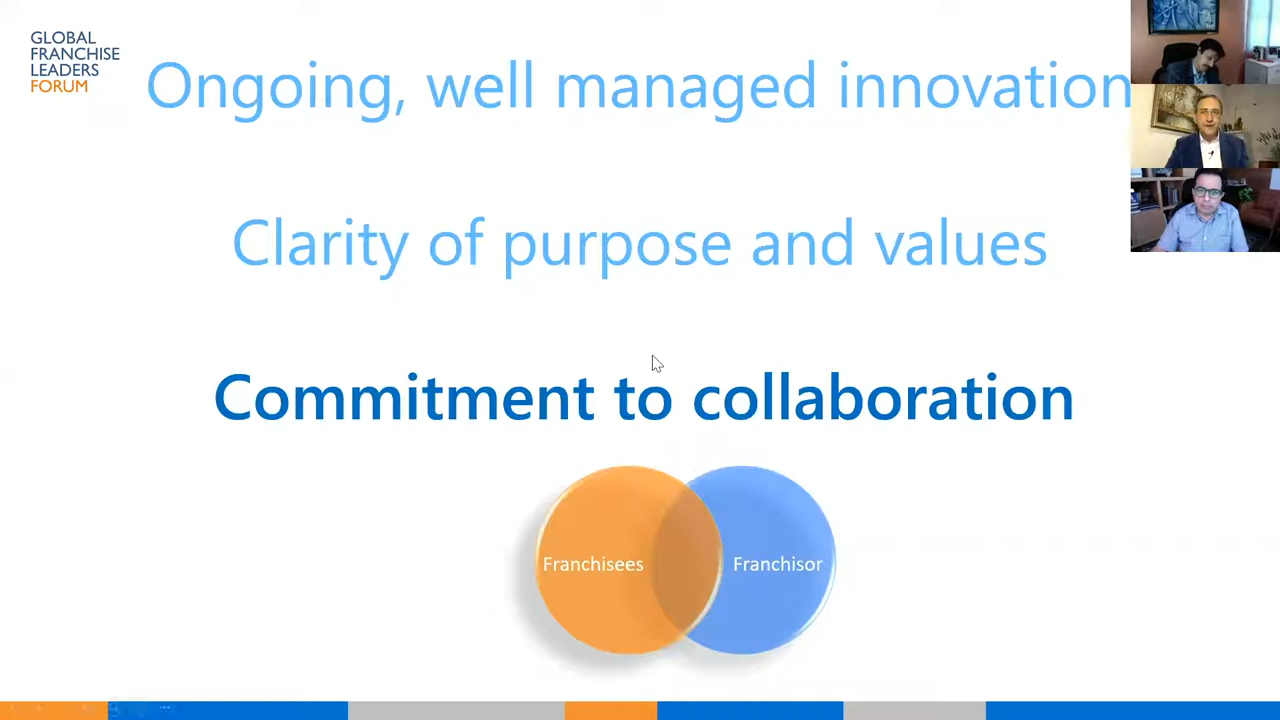 GLOBAL
FRANCHISE
LEADERS
FORUM
Ongoing, well managed innovation
Clarity of purpose and values
Commitment to collaboration
Franchisees
Franchisor